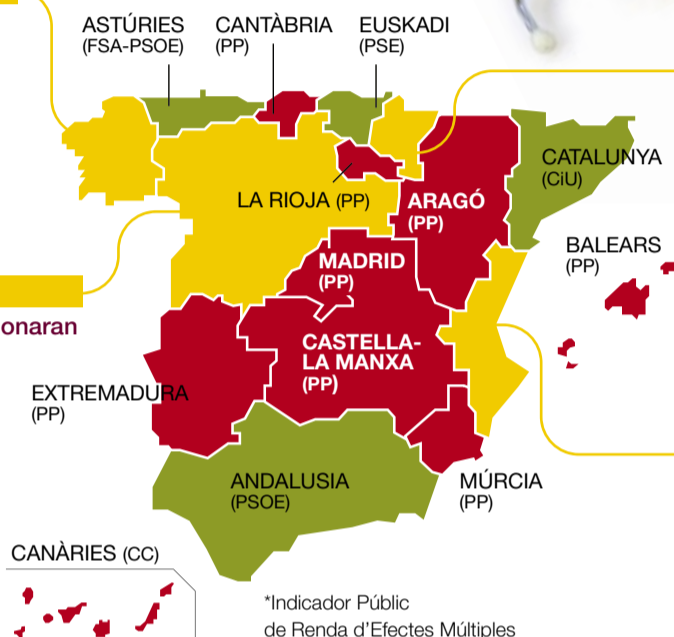 ASTÚRIES
(FSA-PSOE)
CANTÀBRIA
(PP)
EUSKADI
(PSE)
CATALUNYA
(CiU)
LA RIOJA (PP)
ARAGÓ
(PP)
BALEARS
(PP)
MADRID
(PP)
onaran
CASTELLA-
LA MANXA
(PP)
EXTREMADURA
(PP)
ANDALUSIA
(PSOE)
MÚRCIA
(PP)
CANÀRIES (CC)
*Indicador Públic
de Renda d'Efectes Múltiples